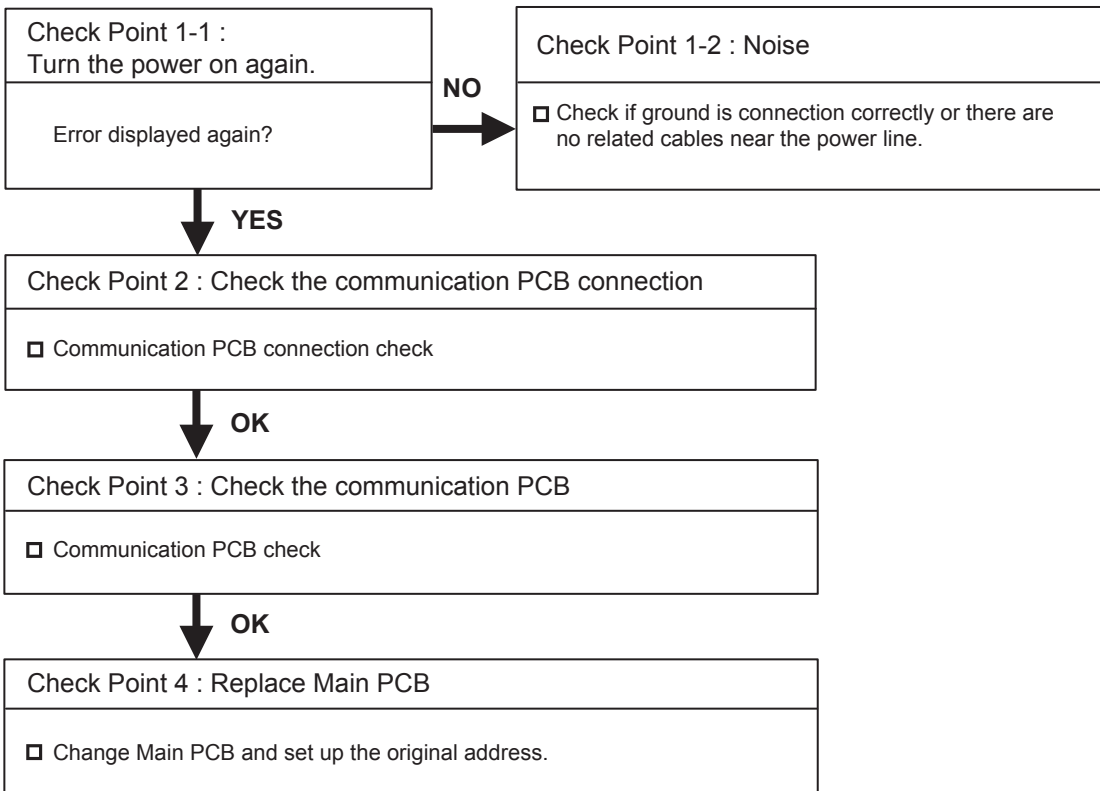 Check Point 1-1 :
Turn the power on again.
Error displayed again?
NO
Check Point 1-2 : Noise
Check if ground is connection correctly or there are
no related cables near the power line.
YES
Check Point 2 : Check the communication PCB connection
Communication PCB connection check
OK
Check Point 3 : Check the communication PCB
Communication PCB check
OK
Check Point 4 : Replace Main PCB
Change Main PCB and set up the original address.